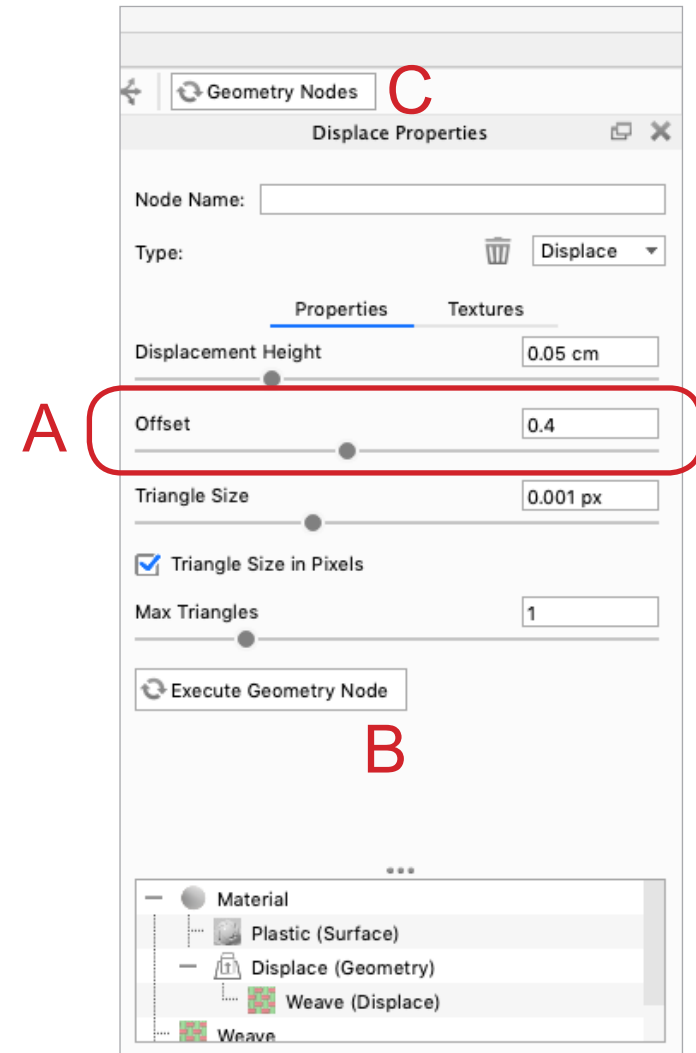 Geometry Nodes
C
Displace Properties
Node Name:
Type:
Displace
Properties Textures
Displacement Height
0.05 cm
A
Offset
0.4
Triangle Size
0.001 px
Triangle Size in Pixels
Max Triangles
1
Execute Geometry Node
B
Material
Plastic (Surface)
Displace (Geometry)
Weave (Displace)
Weave